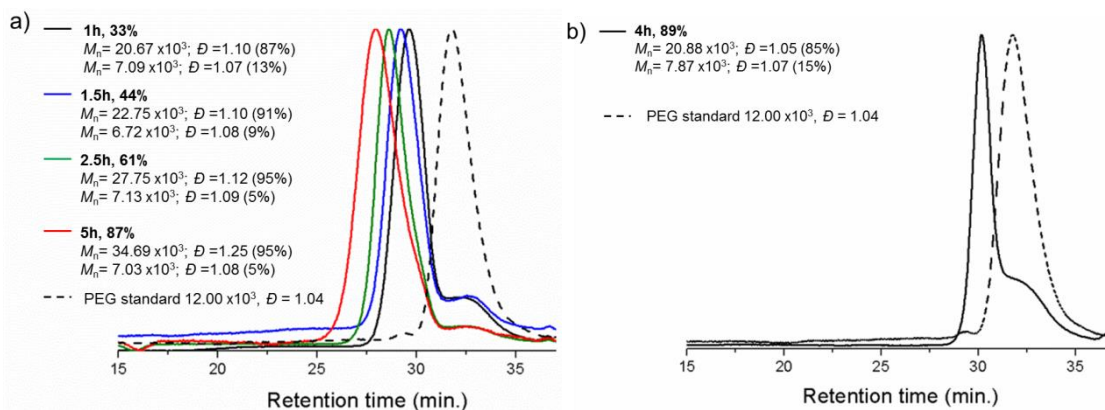 a)
1h, 33%
Mn= 20.67 x10³; Đ =1.10 (87%)
Mn= 7.09 x10³; Đ =1.07 (13%)
1.5h, 44%
Mn= 22.75 x10³; Đ =1.10 (91%)
Mn= 6.72 x10³; Đ =1.08 (9%)
2.5h, 61%
Mn= 27.75 x10³; Đ =1.12 (95%)
Mn= 7.13 x10³; Đ =1.09 (5%)
5h, 87%
Mn= 34.69 x10³; Đ =1.25 (95%)
Mn= 7.03 x10³; Đ =1.08 (5%)
PEG standard 12.00 x10³, Đ = 1.04
15 20 25 30 35
Retention time (min.)
b)
4h, 89%
Mn= 20.88 x10³; Đ =1.05 (85%)
Mn= 7.87 x10³; Đ =1.07 (15%)
PEG standard 12.00 x10³, Đ = 1.04
15 20 25 30 35
Retention time (min.)